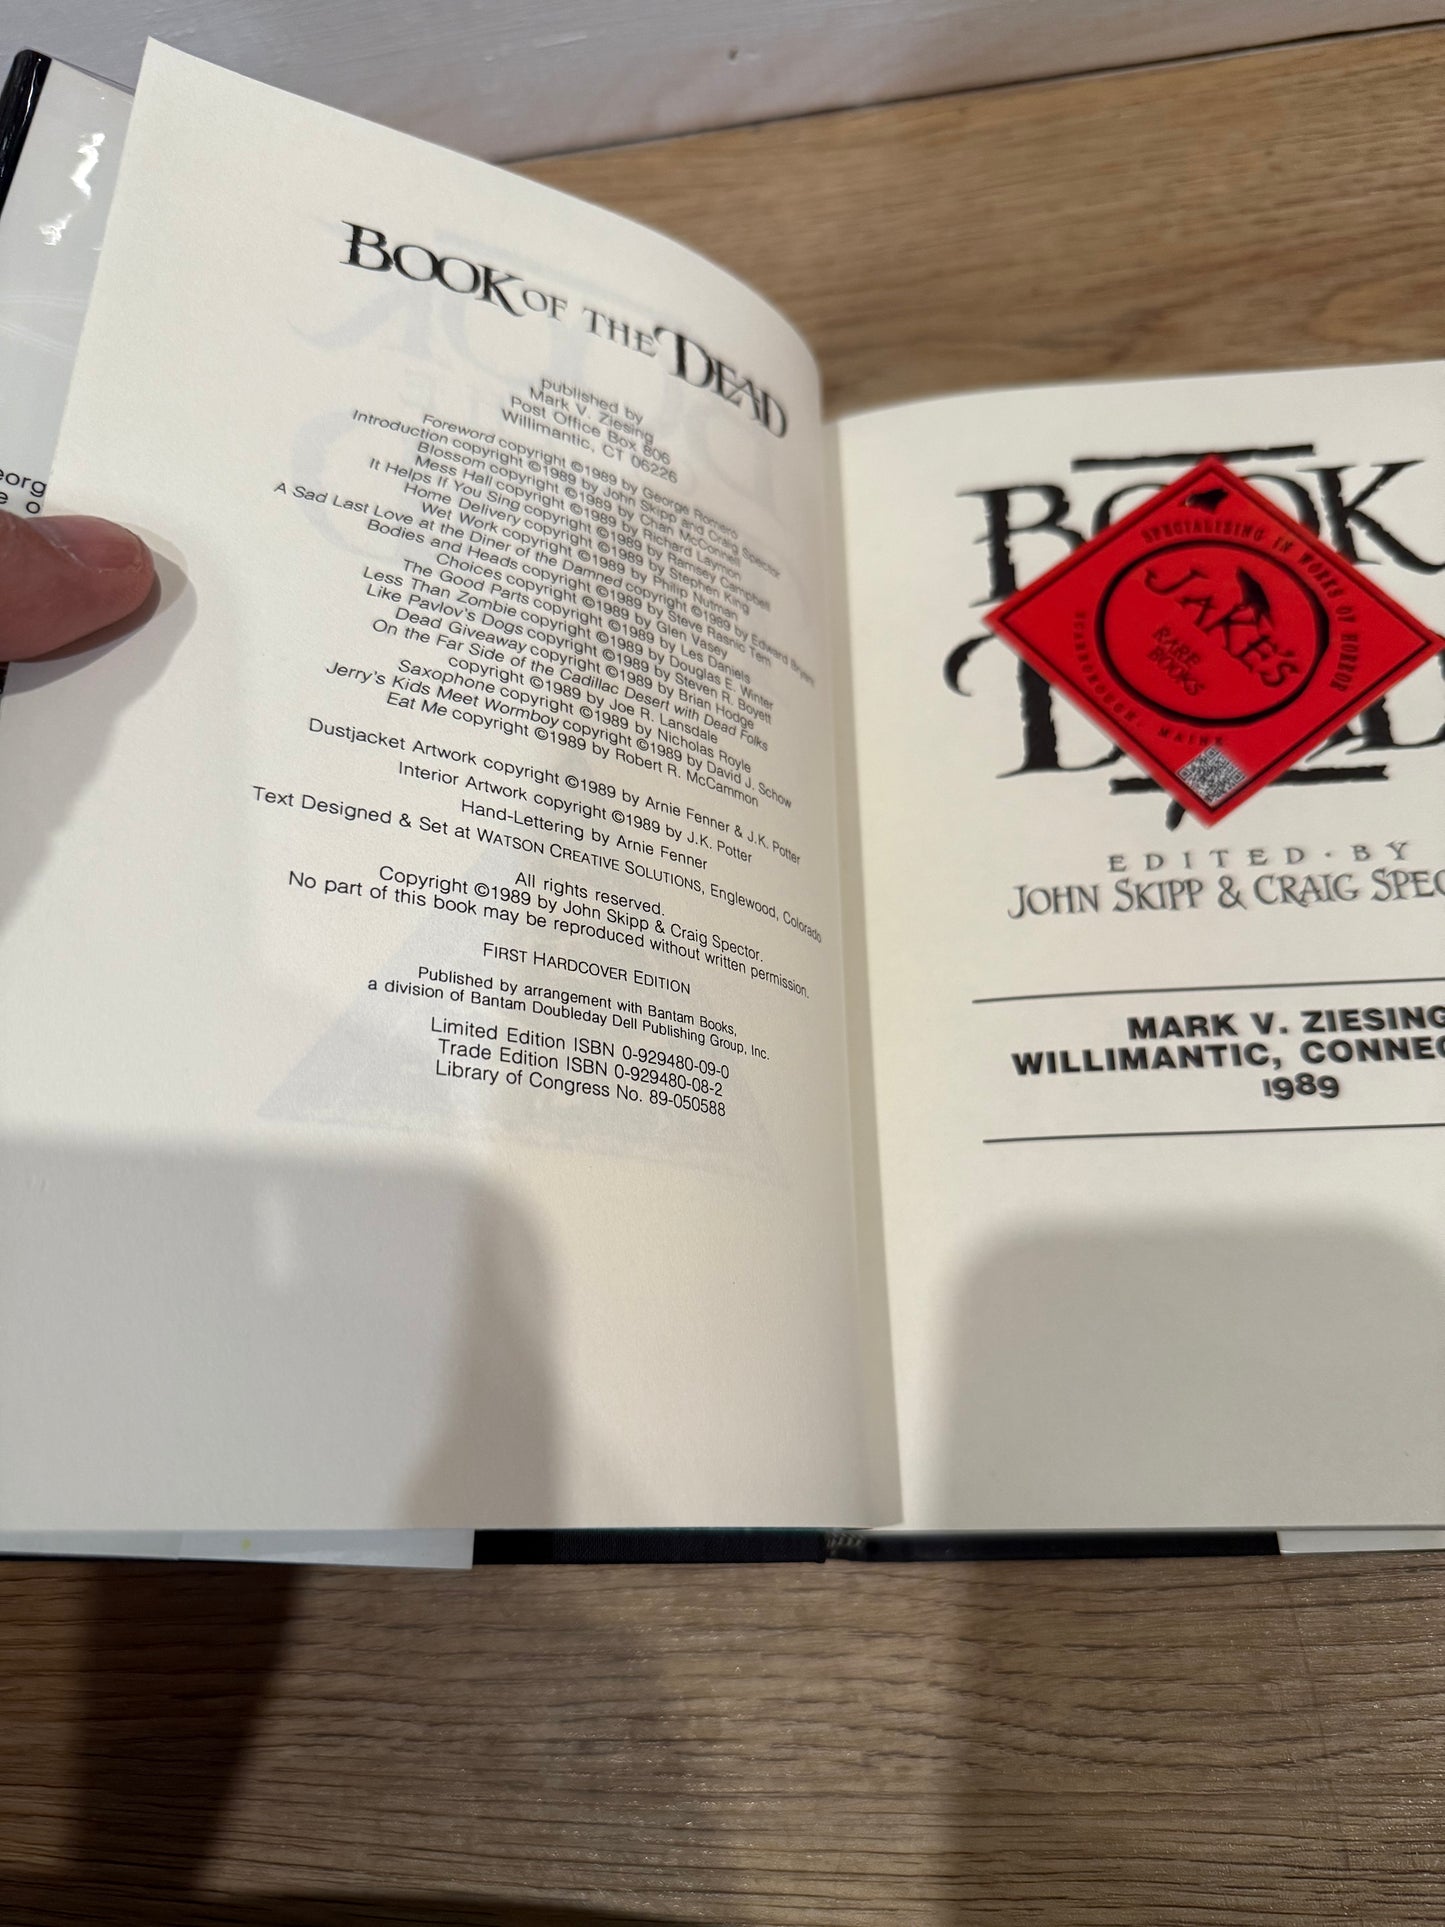 eorg
e o
BOOK OF THE DEAD
published by
Mark V. Ziesing
Post Office Box 806
Willimantic, CT 06226
Foreword copyright ©1989 by George Romero
Introduction copyright ©1989 by John Skipp and Craig Spector
Blossom copyright ©1989 by Chan McConnell
Mess Hall copyright ©1989 by Richard Laymon
It Helps If You Sing copyright ©1989 by Ramsey Campbell
Home Delivery copyright ©1989 by Stephen King
Wet Work copyright ©1989 by Philip Nutman
A Sad Last Love at the Diner of the Damned copyright ©1989 by Edward Bryant
Bodies and Heads copyright ©1989 by Steve Rasnic Tem
Choices copyright ©1989 by Glen Vasey
The Good Parts copyright ©1989 by Les Daniels
Less Than Zombie copyright ©1989 by Douglas E. Winter
Like Pavlov's Dogs copyright ©1989 by Steven R. Boyett
Dead Giveaway copyright ©1989 by Brian Hodge
On the Far Side of the Cadillac Desert with Dead Folks
copyright ©1989 by Joe R. Lansdale
Saxophone copyright ©1989 by Nicholas Royle
Jerry's Kids Meet Wormboy copyright ©1989 by David J. Schow
Eat Me copyright ©1989 by Robert R. McCammon
Dustjacket Artwork copyright ©1989 by Arnie Fenner & J.K. Potter
Interior Artwork copyright ©1989 by J.K. Potter
Hand-Lettering by Arnie Fenner
Text Designed & Set at WATSON CREATIVE SOLUTIONS, Englewood, Colorado
All rights reserved.
Copyright ©1989 by John Skipp & Craig Spector.
No part of this book may be reproduced without written permission.
FIRST HARDCOVER EDITION
Published by arrangement with Bantam Books,
a division of Bantam Doubleday Dell Publishing Group, Inc.
Limited Edition ISBN 0-929480-09-0
Trade Edition ISBN 0-929480-08-2
Library of Congress No. 89-050588
BOOK
D
SPECIALIZING IN WORKS OF HORROR
JAKE'S
RARE
BOOKS
SCARBOROUGH, MAINE
EDITED · BY
JOHN SKIPP & CRAIG SPEC
MARK V. ZIESING
WILLIMANTIC, CONNEC
1989